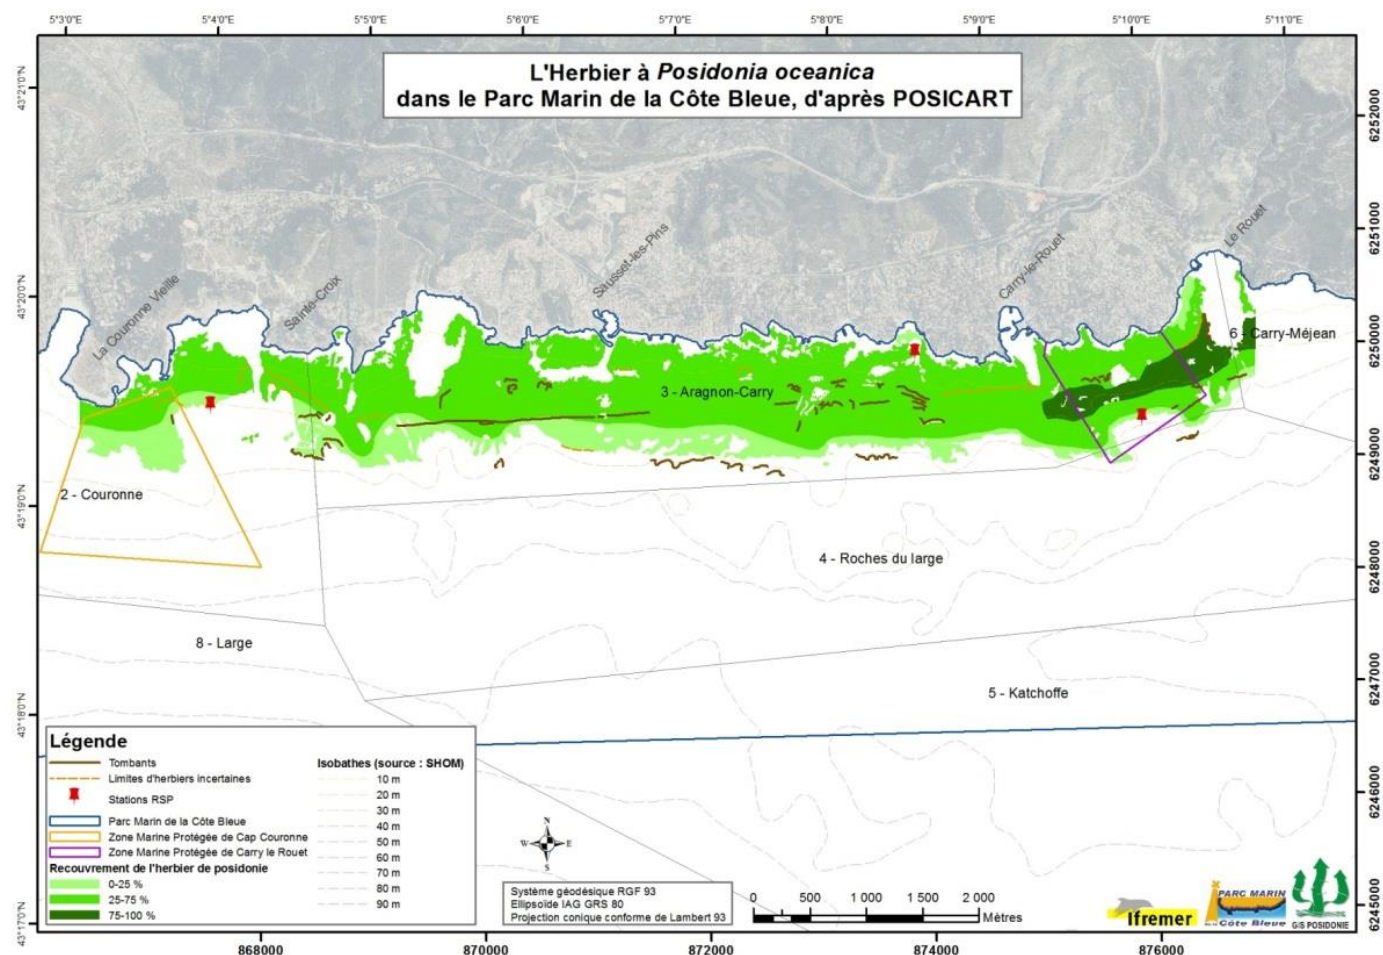 5°3'0"E 5°4'0"E 5°5'0"E 5°6'0"E 5°7'0"E 5°8'0"E 5°9'0"E 5°10'0"E 5°11'0"E
L'Herbier à Posidonia oceanica
dans le Parc Marin de la Côte Bleue, d'après POSICART
43°21'0"N
43°20'0"N
43°19'0"N
43°18'0"N
43°17'0"N
6252000
6251000
6250000
6249000
6248000
6247000
6246000
6245000
La Couronne Vieille
Sainte-Croix
Sausset-les-Pins
Carry-le-Rouet
Le Rouet
6 - Carry-Méjean
3 - Aragnon-Carry
2 - Couronne
4 - Roches du large
8 - Large
5 - Katchoffe
Légende
Tombants
Limites d'herbiers incertaines
Stations RSP
Parc Marin de la Côte Bleue
Zone Marine Protégée de Cap Couronne
Zone Marine Protégée de Carry le Rouet
Recouvrement de l'herbier de posidonie
0-25 %
25-75 %
75-100 %
Isobathes (source : SHOM)
10 m
20 m
30 m
40 m
50 m
60 m
70 m
80 m
90 m
N
W E
S
Système géodésique RGF 93
Ellipsoïde IAG GRS 80
Projection conique conforme de Lambert 93
0 500 1 000 1 500 2 000
Mètres
Ifremer
PARC MARIN
Côte Bleue
GIS POSIDONIE
868000 870000 872000 874000 876000